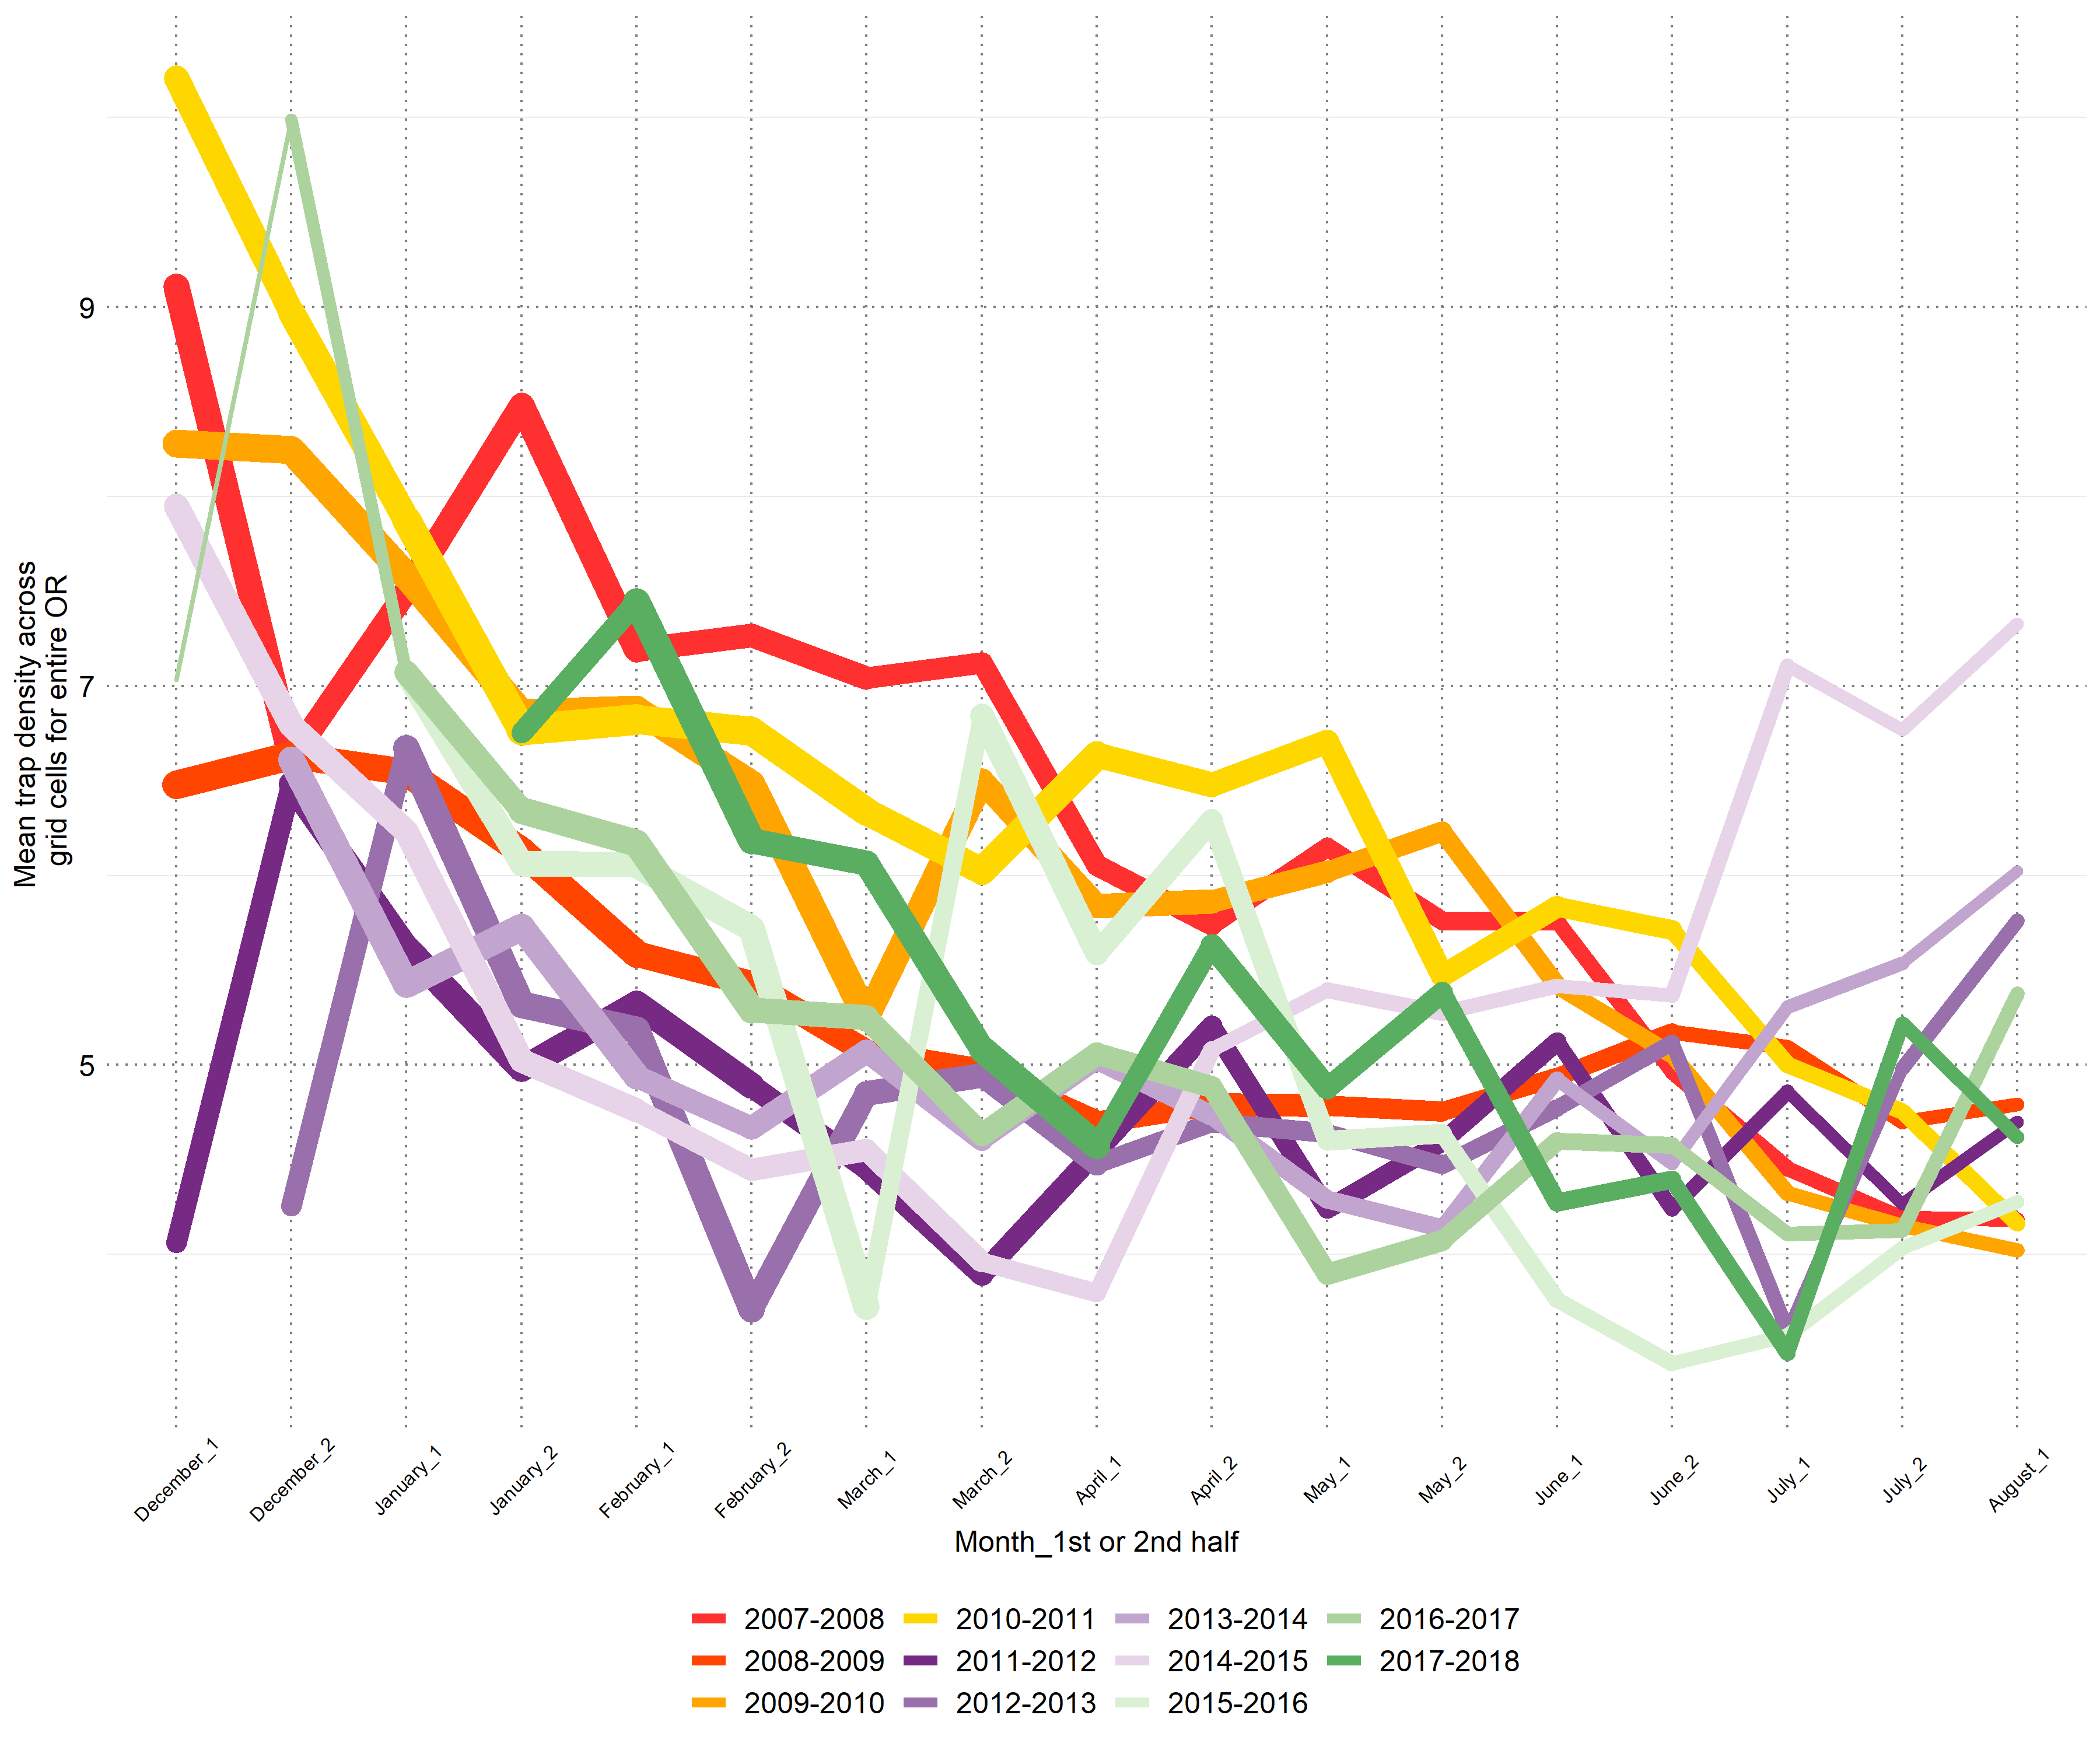 Mean trap density across
grid cells for entire OR
9
7
5
December_1
December_2
January_1
January_2
February_1
February_2
March_1
March_2
April_1
April_2
May_1
May_2
June_1
June_2
July_1
July_2
August_1
Month_1st or 2nd half
2007-2008
2010-2011
2013-2014
2016-2017
2008-2009
2011-2012
2014-2015
2017-2018
2009-2010
2012-2013
2015-2016